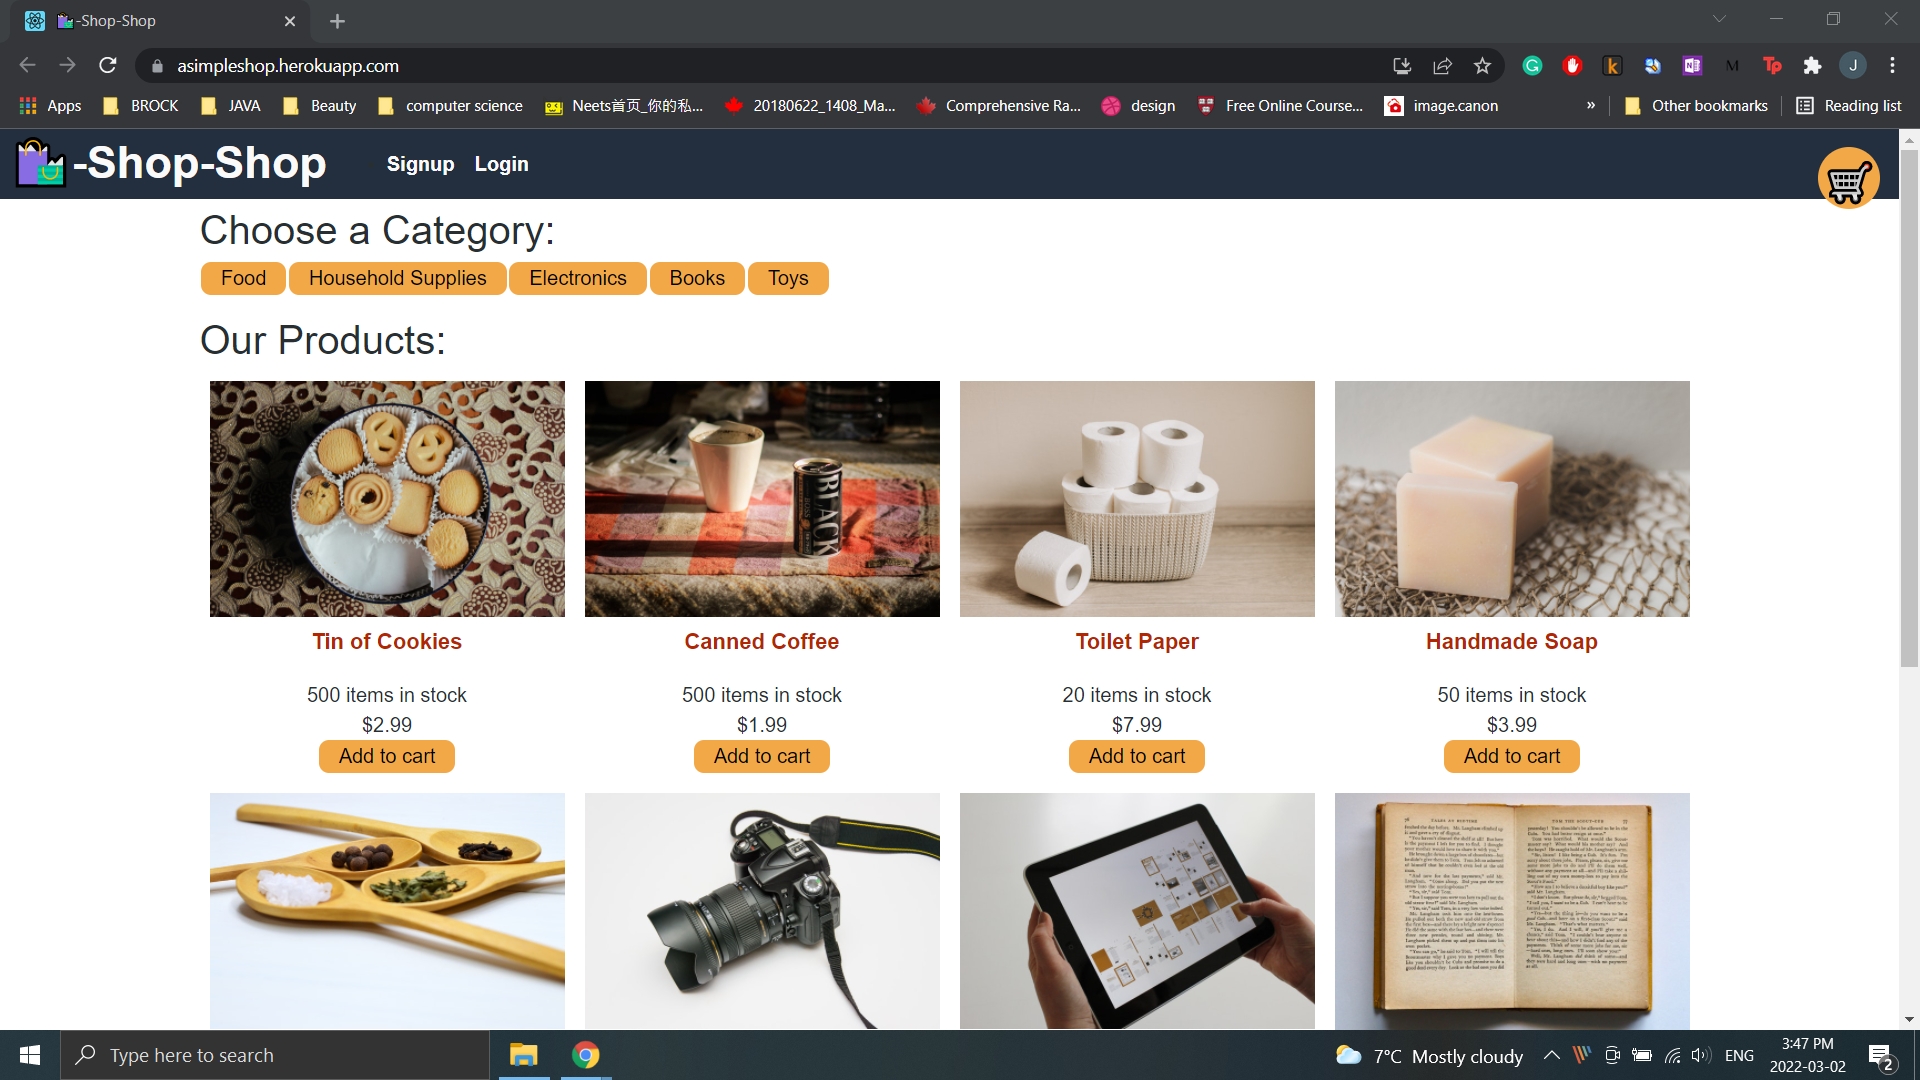 -Shop-Shop
asimpleshop.herokuapp.com
Apps BROCK JAVA Beauty computer science Neets首页_你的私... 20180622_1408_Ma... Comprehensive Ra... design Free Online Course... image.canon » Other bookmarks Reading list
-Shop-Shop Signup Login
Choose a Category:
Food Household Supplies Electronics Books Toys
Our Products:
BLACK
Tin of Cookies Canned Coffee Toilet Paper Handmade Soap
500 items in stock 500 items in stock 20 items in stock 50 items in stock
$2.99 $1.99 $7.99 $3.99
Add to cart Add to cart Add to cart Add to cart
Type here to search
7°C Mostly cloudy ENG 3:47 PM
2022-03-02
2